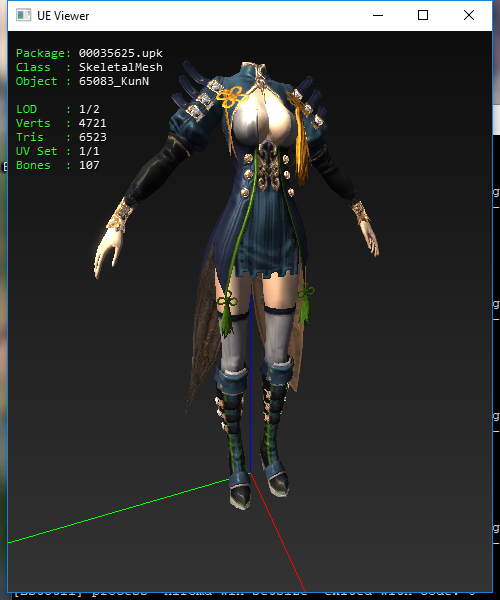 UE Viewer
Package: 00035625.upk
Class : SkeletalMesh
Object : 65083_KunN
LOD : 1/2
Verts : 4721
Tris : 6523
UV Set : 1/1
Bones : 107